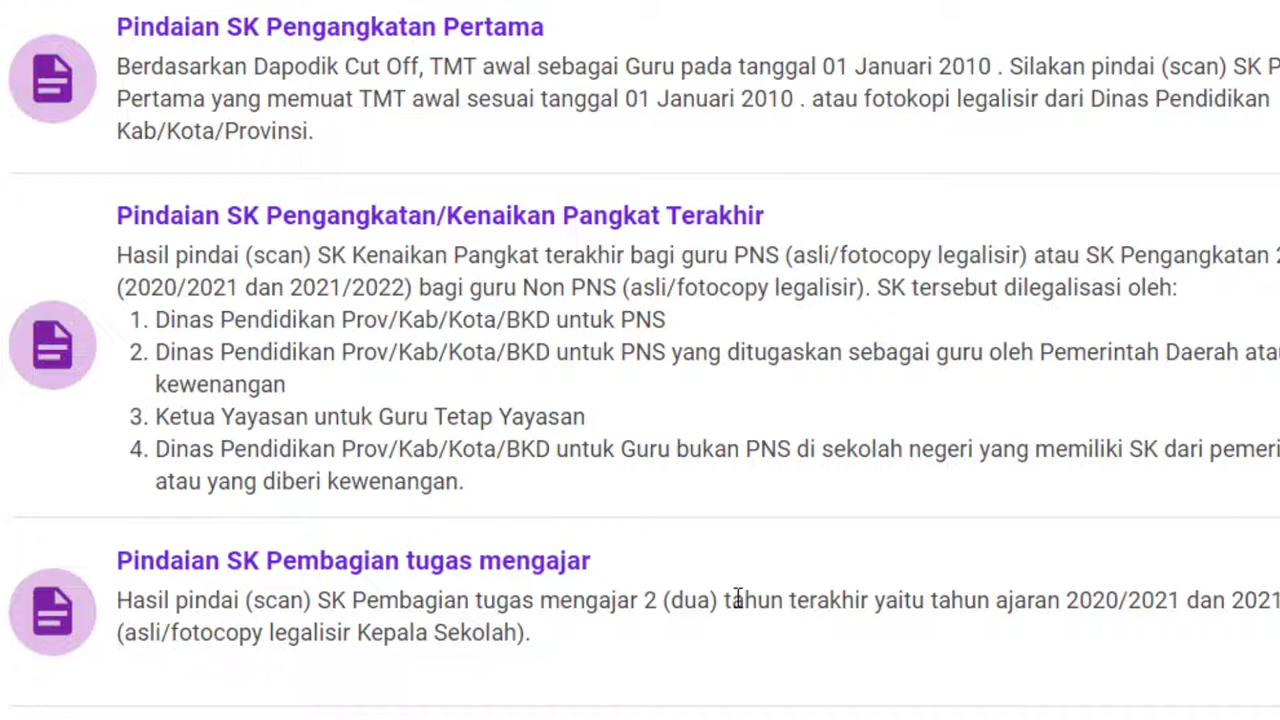 Pindaian SK Pengangkatan Pertama
Berdasarkan Dapodik Cut Off, TMT awal sebagai Guru pada tanggal 01 Januari 2010 . Silakan pindai (scan) SK P
Pertama yang memuat TMT awal sesuai tanggal 01 Januari 2010 . atau fotokopi legalisir dari Dinas Pendidikan
Kab/Kota/Provinsi.
Pindaian SK Pengangkatan/Kenaikan Pangkat Terakhir
Hasil pindai (scan) SK Kenaikan Pangkat terakhir bagi guru PNS (asli/fotocopy legalisir) atau SK Pengangkatan 2
(2020/2021 dan 2021/2022) bagi guru Non PNS (asli/fotocopy legalisir). SK tersebut dilegalisasi oleh:
1. Dinas Pendidikan Prov/Kab/Kota/BKD untuk PNS
2. Dinas Pendidikan Prov/Kab/Kota/BKD untuk PNS yang ditugaskan sebagai guru oleh Pemerintah Daerah atau
kewenangan
3. Ketua Yayasan untuk Guru Tetap Yayasan
4. Dinas Pendidikan Prov/Kab/Kota/BKD untuk Guru bukan PNS di sekolah negeri yang memiliki SK dari pemeri
atau yang diberi kewenangan.
Pindaian SK Pembagian tugas mengajar
Hasil pindai (scan) SK Pembagian tugas mengajar 2 (dua) tahun terakhir yaitu tahun ajaran 2020/2021 dan 2021
(asli/fotocopy legalisir Kepala Sekolah).